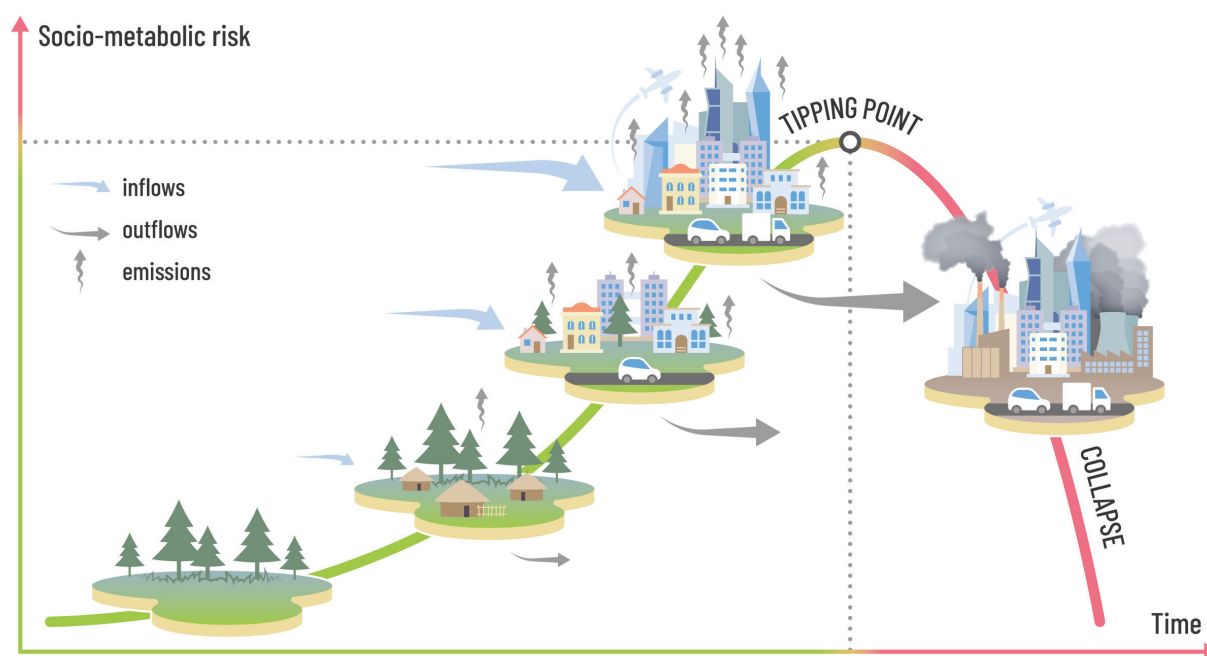 Socio-metabolic risk
TIPPING POINT
inflows
outflows
emissions
COLLAPSE
Time